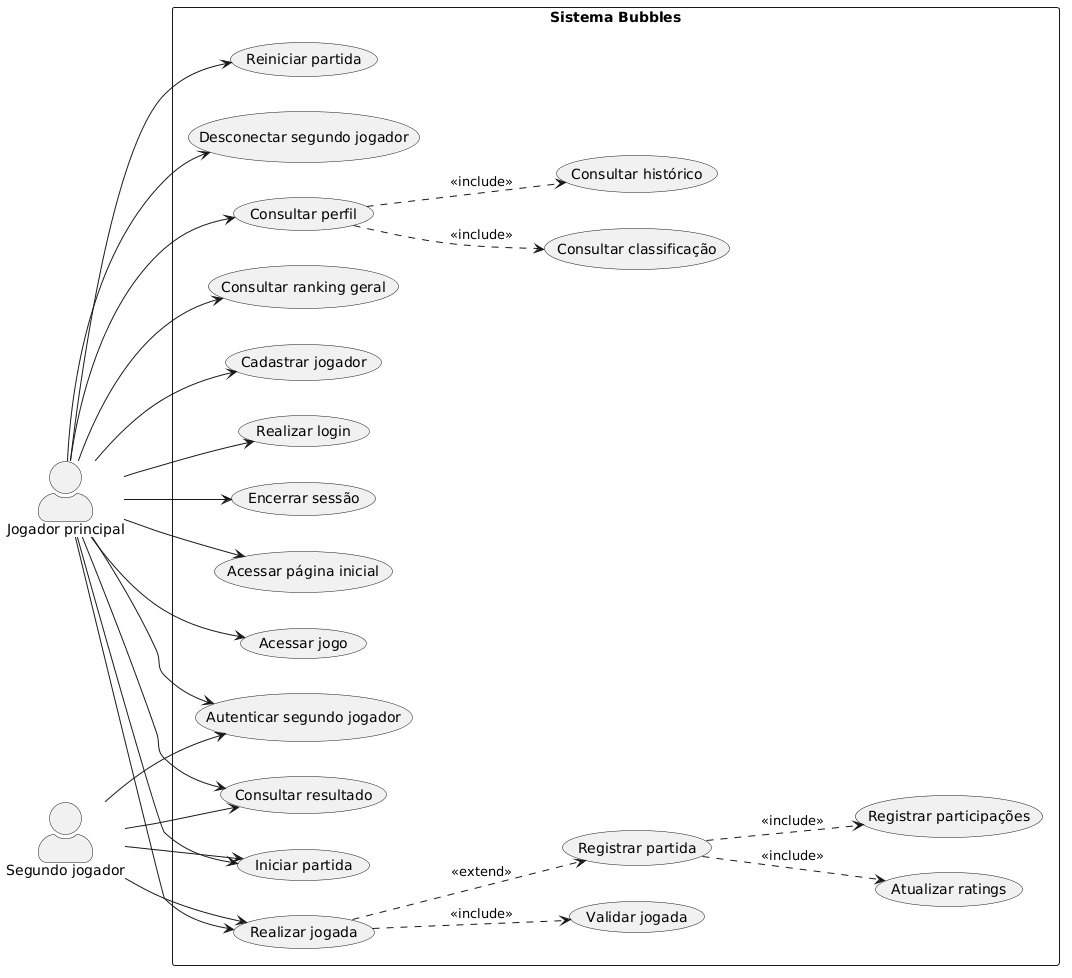 Sistema Bubbles
Reiniciar partida
Desconectar segundo jogador
Consultar histórico
«include»
Consultar perfil
«include»
Consultar classificação
Consultar ranking geral
Cadastrar jogador
Realizar login
Encerrar sessão
Jogador principal
Acessar página inicial
Acessar jogo
Autenticar segundo jogador
Consultar resultado
Registrar participações
«include»
Registrar partida
«include»
Iniciar partida
Segundo jogador
«extend»
Atualizar ratings
«include»
Validar jogada
Realizar jogada